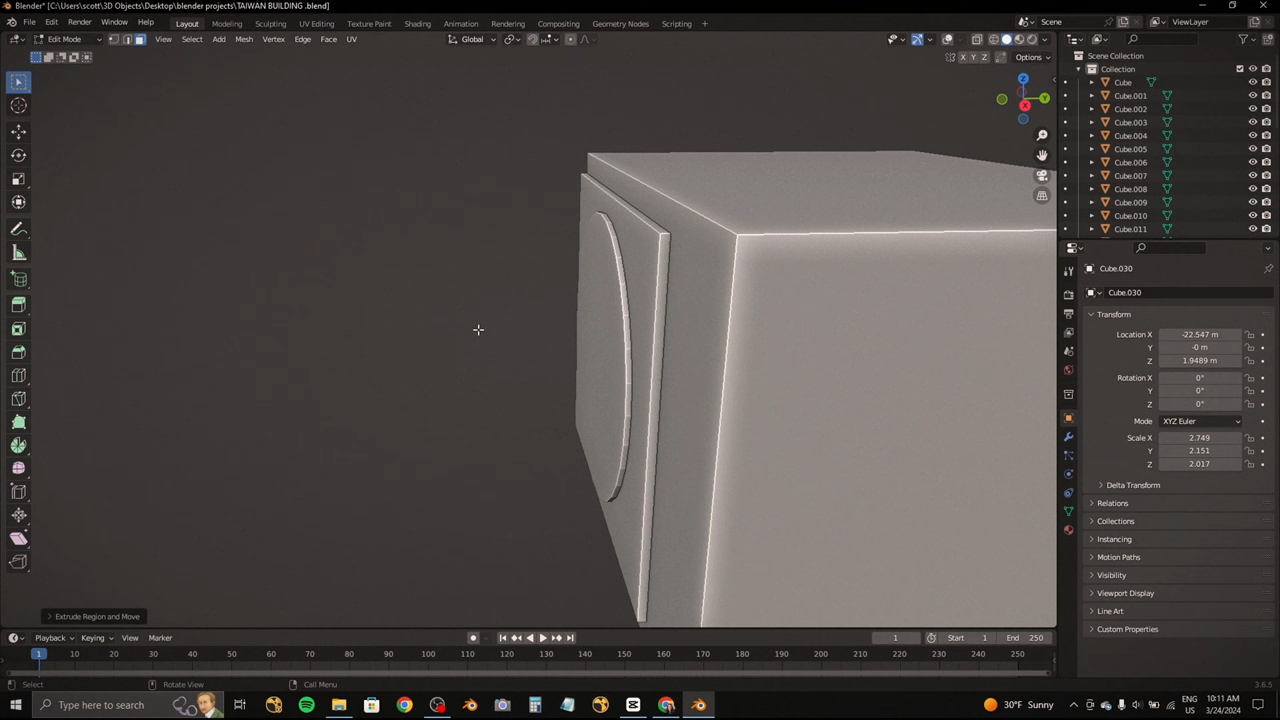 Blender* [C:\Users\scott\3D Objects\Desktop\blender projects\TAIWAN BUILDING .blend]
File Edit Render Window Help Layout Modeling Sculpting UV Editing Texture Paint Shading Animation Rendering Compositing Geometry Nodes Scripting + Scene ViewLayer
Edit Mode View Select Add Mesh Vertex Edge Face UV Global
X Y Z Options
Scene Collection
Collection
Cube
Cube.001
Cube.002
Cube.003
Cube.004
Cube.005
Cube.006
Cube.007
Cube.008
Cube.009
Cube.010
Cube.011
Z
Y
X
Cube.030
Cube.030
Transform
Location X -22.547 m
Y -0 m
Z 1.9489 m
Rotation X 0°
Y 0°
Z 0°
Mode XYZ Euler
Scale X 2.749
Y 2.151
Z 2.017
Delta Transform
Relations
Collections
Instancing
Motion Paths
Visibility
Viewport Display
Line Art
Custom Properties
Extrude Region and Move
Playback Keying View Marker 1 Start 1 End 250
1 10 20 30 40 50 60 70 80 90 100 110 120 130 140 150 160 170 180 190 200 210 220 230 240 250
Select Rotate View Call Menu 3.6.5
Type here to search 30°F Sunny ENG US 10:11 AM 3/24/2024